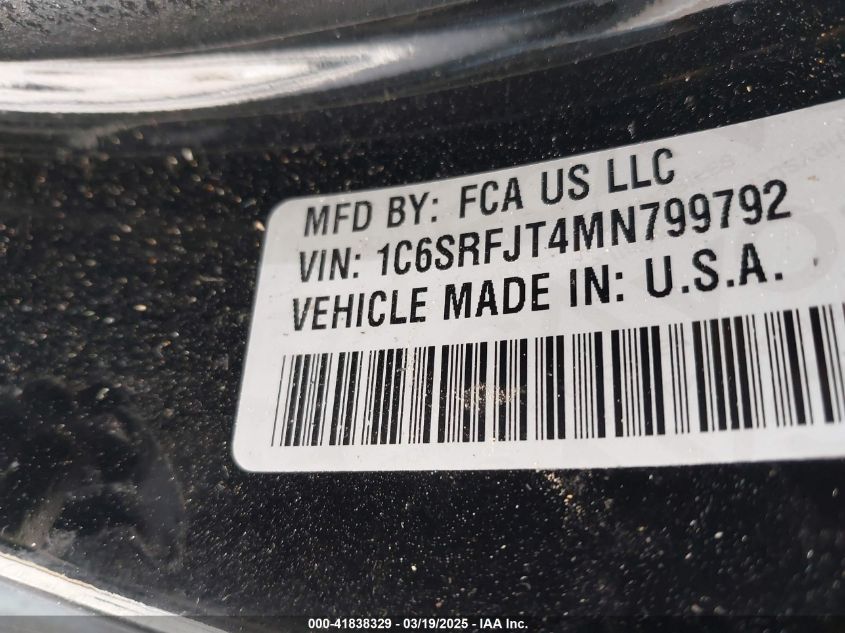 MFD BY: FCA US LLC
VIN: 1C6SRFJT4MN799792
VEHICLE MADE IN: U.S.A.
000-41838329 - 03/19/2025 - IAA Inc.